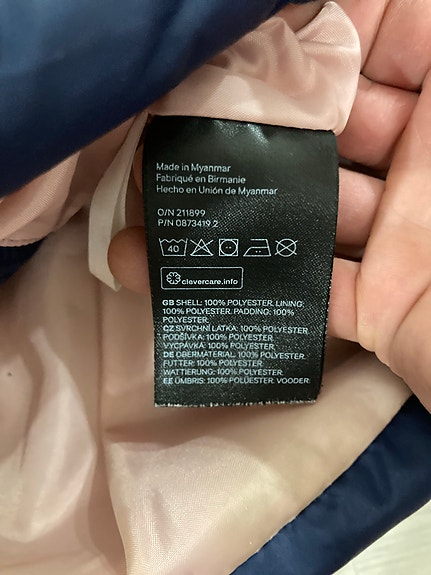 Made in Myanmar
Fabriqué en Birmanie
Hecho en Unión de Myanmar
O/N 211899
P/N 0873419 2
40
clevercare.info
GB SHELL: 100% POLYESTER. LINING:
100% POLYESTER. PADDING: 100%
POLYESTER.
CZ SVRCHNÍ LÁTKA: 100% POLYESTER
PODŠÍVKA: 100% POLYESTER
VYCPÁVKA: 100% POLYESTER
DE OBERMATERIAL: 100% POLYESTER
FUTTER: 100% POLYESTER
WATTIERUNG: 100% POLYESTER
EE ÜMBRIS: 100% POLÜESTER. VOODER: